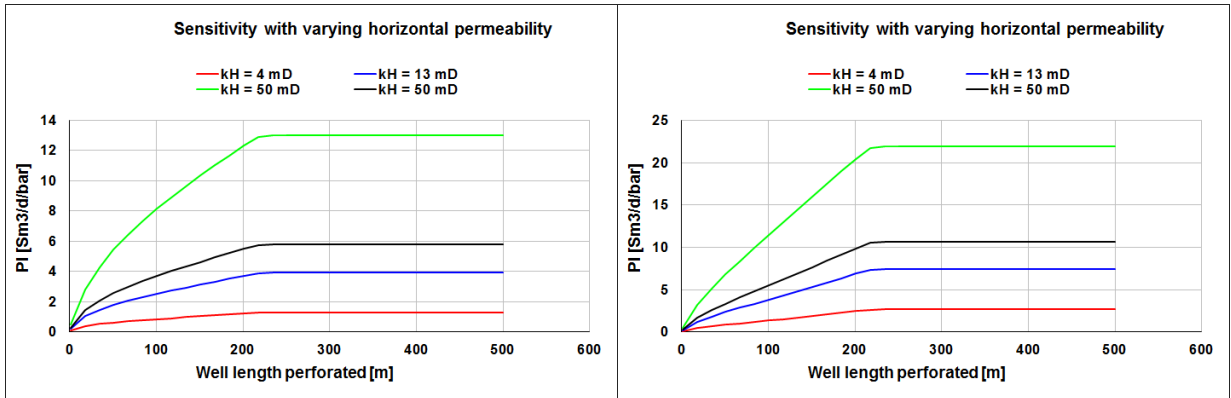 Sensitivity with varying horizontal permeability
kH = 4 mD kH = 13 mD
kH = 50 mD kH = 50 mD
14
12
10
8
6
4
2
0
PI [Sm3/d/bar]
0 100 200 300 400 500 600
Well length perforated [m]
Sensitivity with varying horizontal permeability
kH = 4 mD kH = 13 mD
kH = 50 mD kH = 50 mD
25
20
15
10
5
0
PI [Sm3/d/bar]
0 100 200 300 400 500 600
Well length perforated [m]